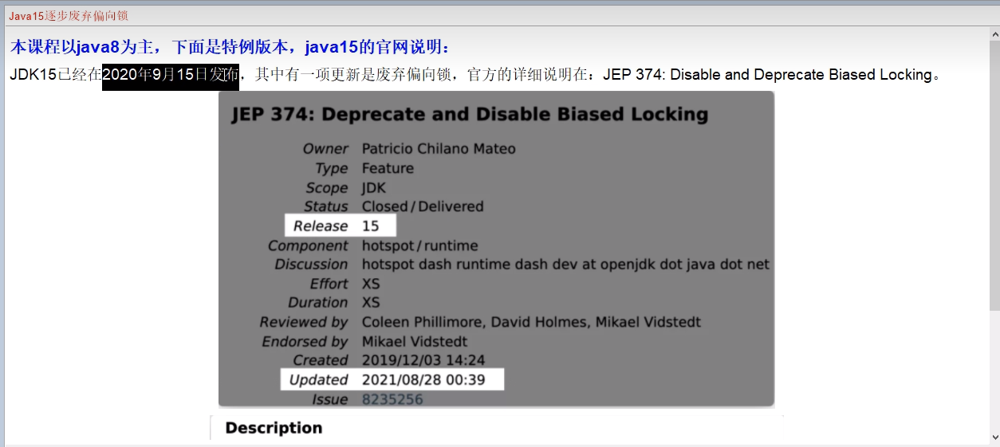 Java15逐步废弃偏向锁
本课程以java8为主，下面是特例版本，java15的官网说明：
JDK15已经在2020年9月15日发布，其中有一项更新是废弃偏向锁，官方的详细说明在：JEP 374: Disable and Deprecate Biased Locking。
JEP 374: Deprecate and Disable Biased Locking
Owner Patricio Chilano Mateo
Type Feature
Scope JDK
Status Closed / Delivered
Release 15
Component hotspot / runtime
Discussion hotspot dash runtime dash dev at openjdk dot java dot net
Effort XS
Duration XS
Reviewed by Coleen Phillimore, David Holmes, Mikael Vidstedt
Endorsed by Mikael Vidstedt
Created 2019/12/03 14:24
Updated 2021/08/28 00:39
Issue 8235256
Description